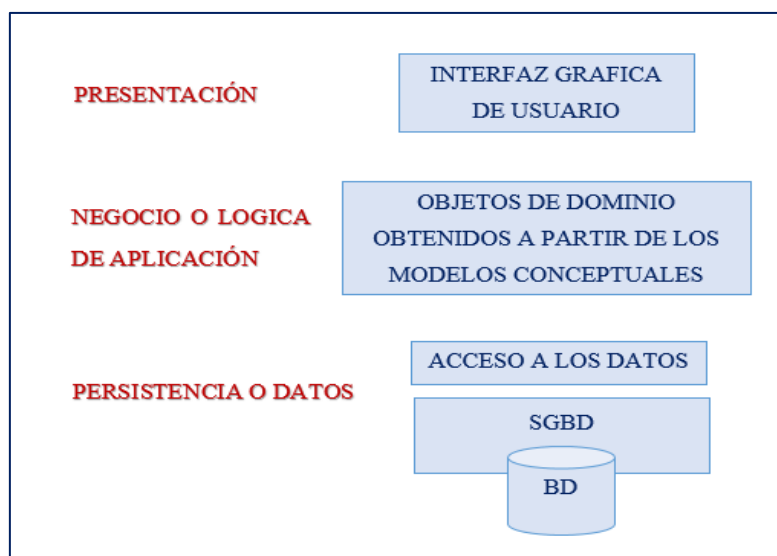 PRESENTACIÓN
INTERFAZ GRAFICA
DE USUARIO
NEGOCIO O LOGICA
DE APLICACIÓN
OBJETOS DE DOMINIO
OBTENIDOS A PARTIR DE LOS
MODELOS CONCEPTUALES
PERSISTENCIA O DATOS
ACCESO A LOS DATOS
SGBD
BD